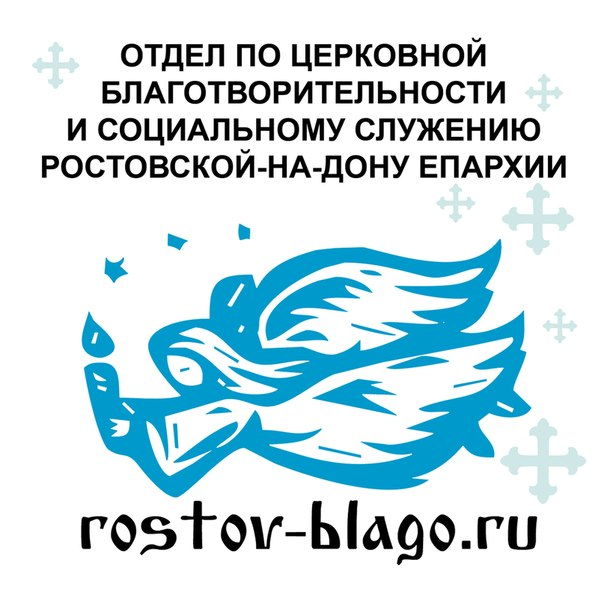 ОТДЕЛ ПО ЦЕРКОВНОЙ
БЛАГОТВОРИТЕЛЬНОСТИ
И СОЦИАЛЬНОМУ СЛУЖЕНИЮ
РОСТОВСКОЙ-НА-ДОНУ ЕПАРХИИ
rostov-blago.ru